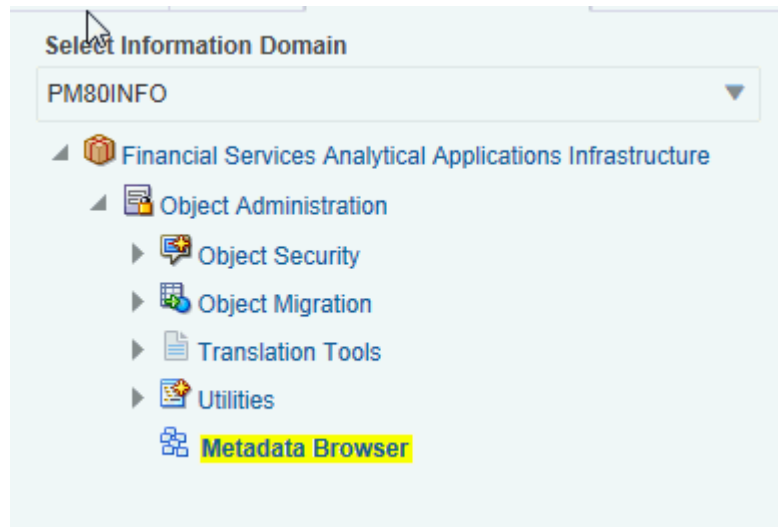 Select Information Domain
PM80INFO
Financial Services Analytical Applications Infrastructure
Object Administration
Object Security
Object Migration
Translation Tools
Utilities
Metadata Browser